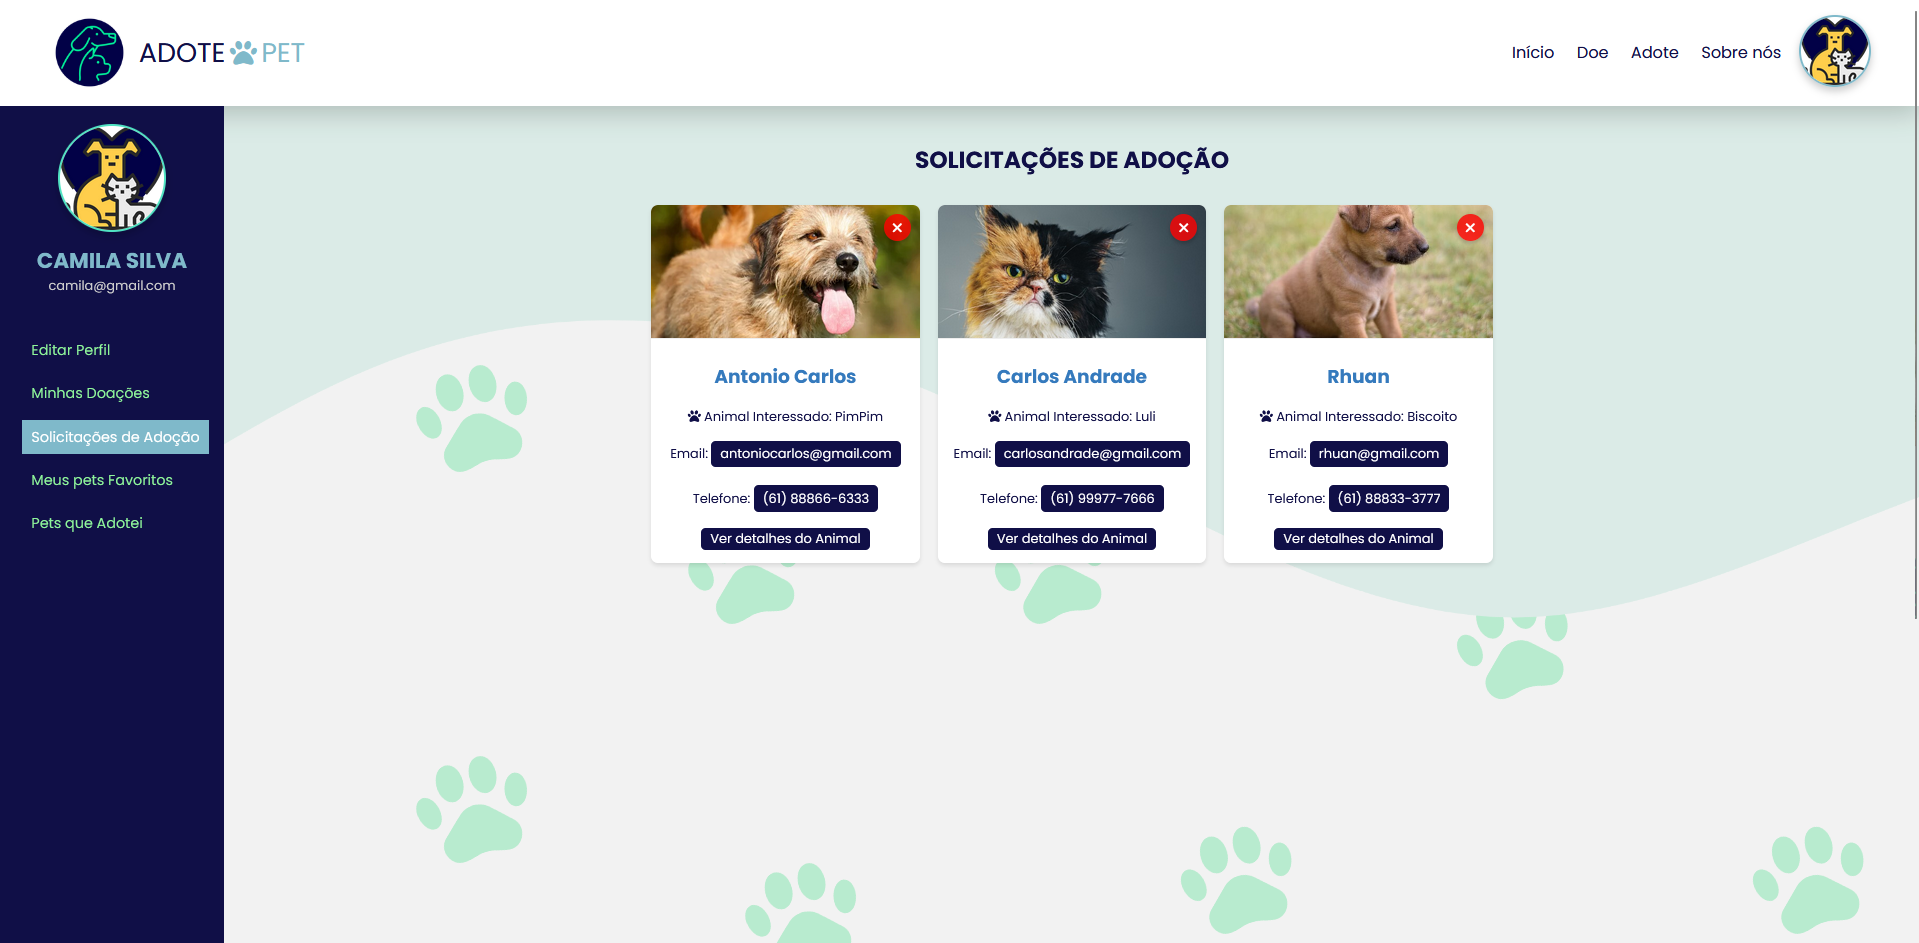 ADOTE PET
Início Doe Adote Sobre nós
CAMILA SILVA
camila@gmail.com
Editar Perfil
Minhas Doações
Solicitações de Adoção
Meus pets Favoritos
Pets que Adotei
SOLICITAÇÕES DE ADOÇÃO
Antonio Carlos
Animal Interessado: PimPim
Email: antoniocarlos@gmail.com
Telefone: (61) 88866-6333
Ver detalhes do Animal
Carlos Andrade
Animal Interessado: Luli
Email: carlosandrade@gmail.com
Telefone: (61) 99977-7666
Ver detalhes do Animal
Rhuan
Animal Interessado: Biscoito
Email: rhuan@gmail.com
Telefone: (61) 88833-3777
Ver detalhes do Animal